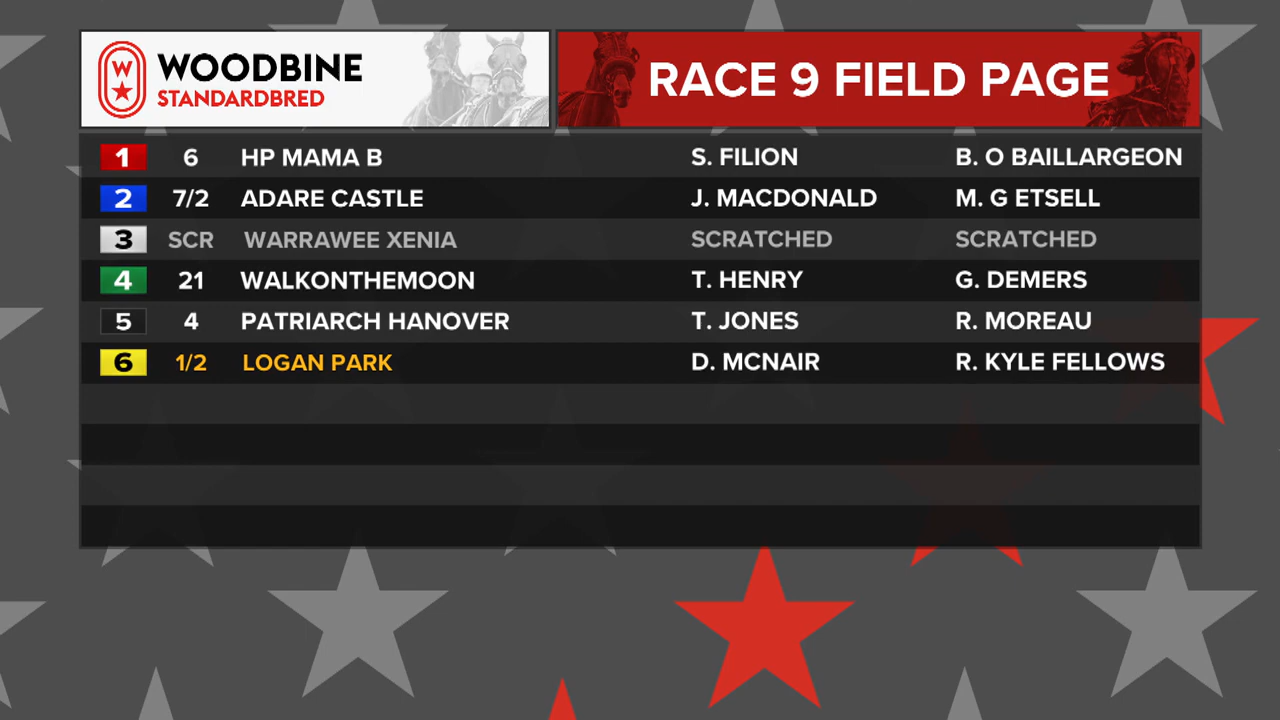 W WOODBINE
STANDARDBRED
RACE 9 FIELD PAGE
1 6 HP MAMA B S. FILION B. O BAILLARGEON
2 7/2 ADARE CASTLE J. MACDONALD M. G ETSELL
3 SCR WARRAWEE XENIA SCRATCHED SCRATCHED
4 21 WALKONTHEMOON T. HENRY G. DEMERS
5 4 PATRIARCH HANOVER T. JONES R. MOREAU
6 1/2 LOGAN PARK D. MCNAIR R. KYLE FELLOWS